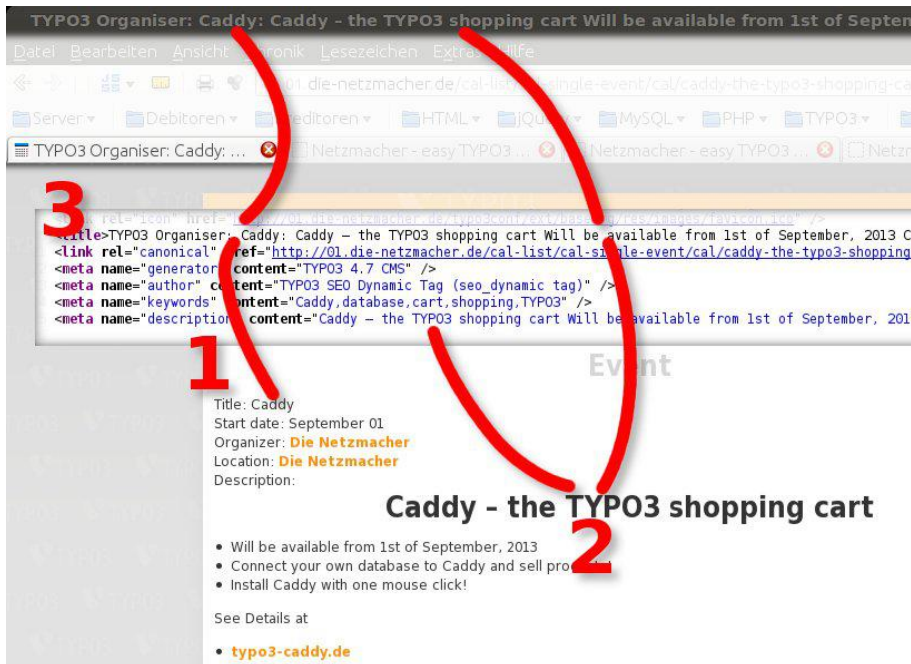 TYPO3 Organiser: Caddy: Caddy – the TYPO3 shopping cart Will be available from 1st of Septem
Datei Bearbeiten Ansicht Chronik Lesezeichen Extras Hilfe
01.die-netzmacher.de/cal-list/cal-single-event/cal/caddy-the-typo3-shopping-ca
Server Debitoren Kreditoren HTML jQuery MySQL PHP TYPO3
TYPO3 Organiser: Caddy: ... Netzmacher - easy TYPO3 ... Netzmacher - easy TYPO3 ... Netzm
3
<link rel="icon" href="http://01.die-netzmacher.de/typo3conf/ext/base_org/res/images/favicon.ico" />
<title>TYPO3 Organiser: Caddy: Caddy – the TYPO3 shopping cart Will be available from 1st of September, 2013 C
<link rel="canonical" href="http://01.die-netzmacher.de/cal-list/cal-single-event/cal/caddy-the-typo3-shopping
<meta name="generator" content="TYPO3 4.7 CMS" />
<meta name="author" content="TYPO3 SEO Dynamic Tag (seo_dynamic tag)" />
<meta name="keywords" content="Caddy,database,cart,shopping,TYPO3" />
<meta name="description" content="Caddy – the TYPO3 shopping cart Will be available from 1st of September, 201
1
Event
Title: Caddy
Start date: September 01
Organizer: Die Netzmacher
Location: Die Netzmacher
Description:
Caddy – the TYPO3 shopping cart
2
• Will be available from 1st of September, 2013
• Connect your own database to Caddy and sell products!
• Install Caddy with one mouse click!
See Details at
• typo3-caddy.de